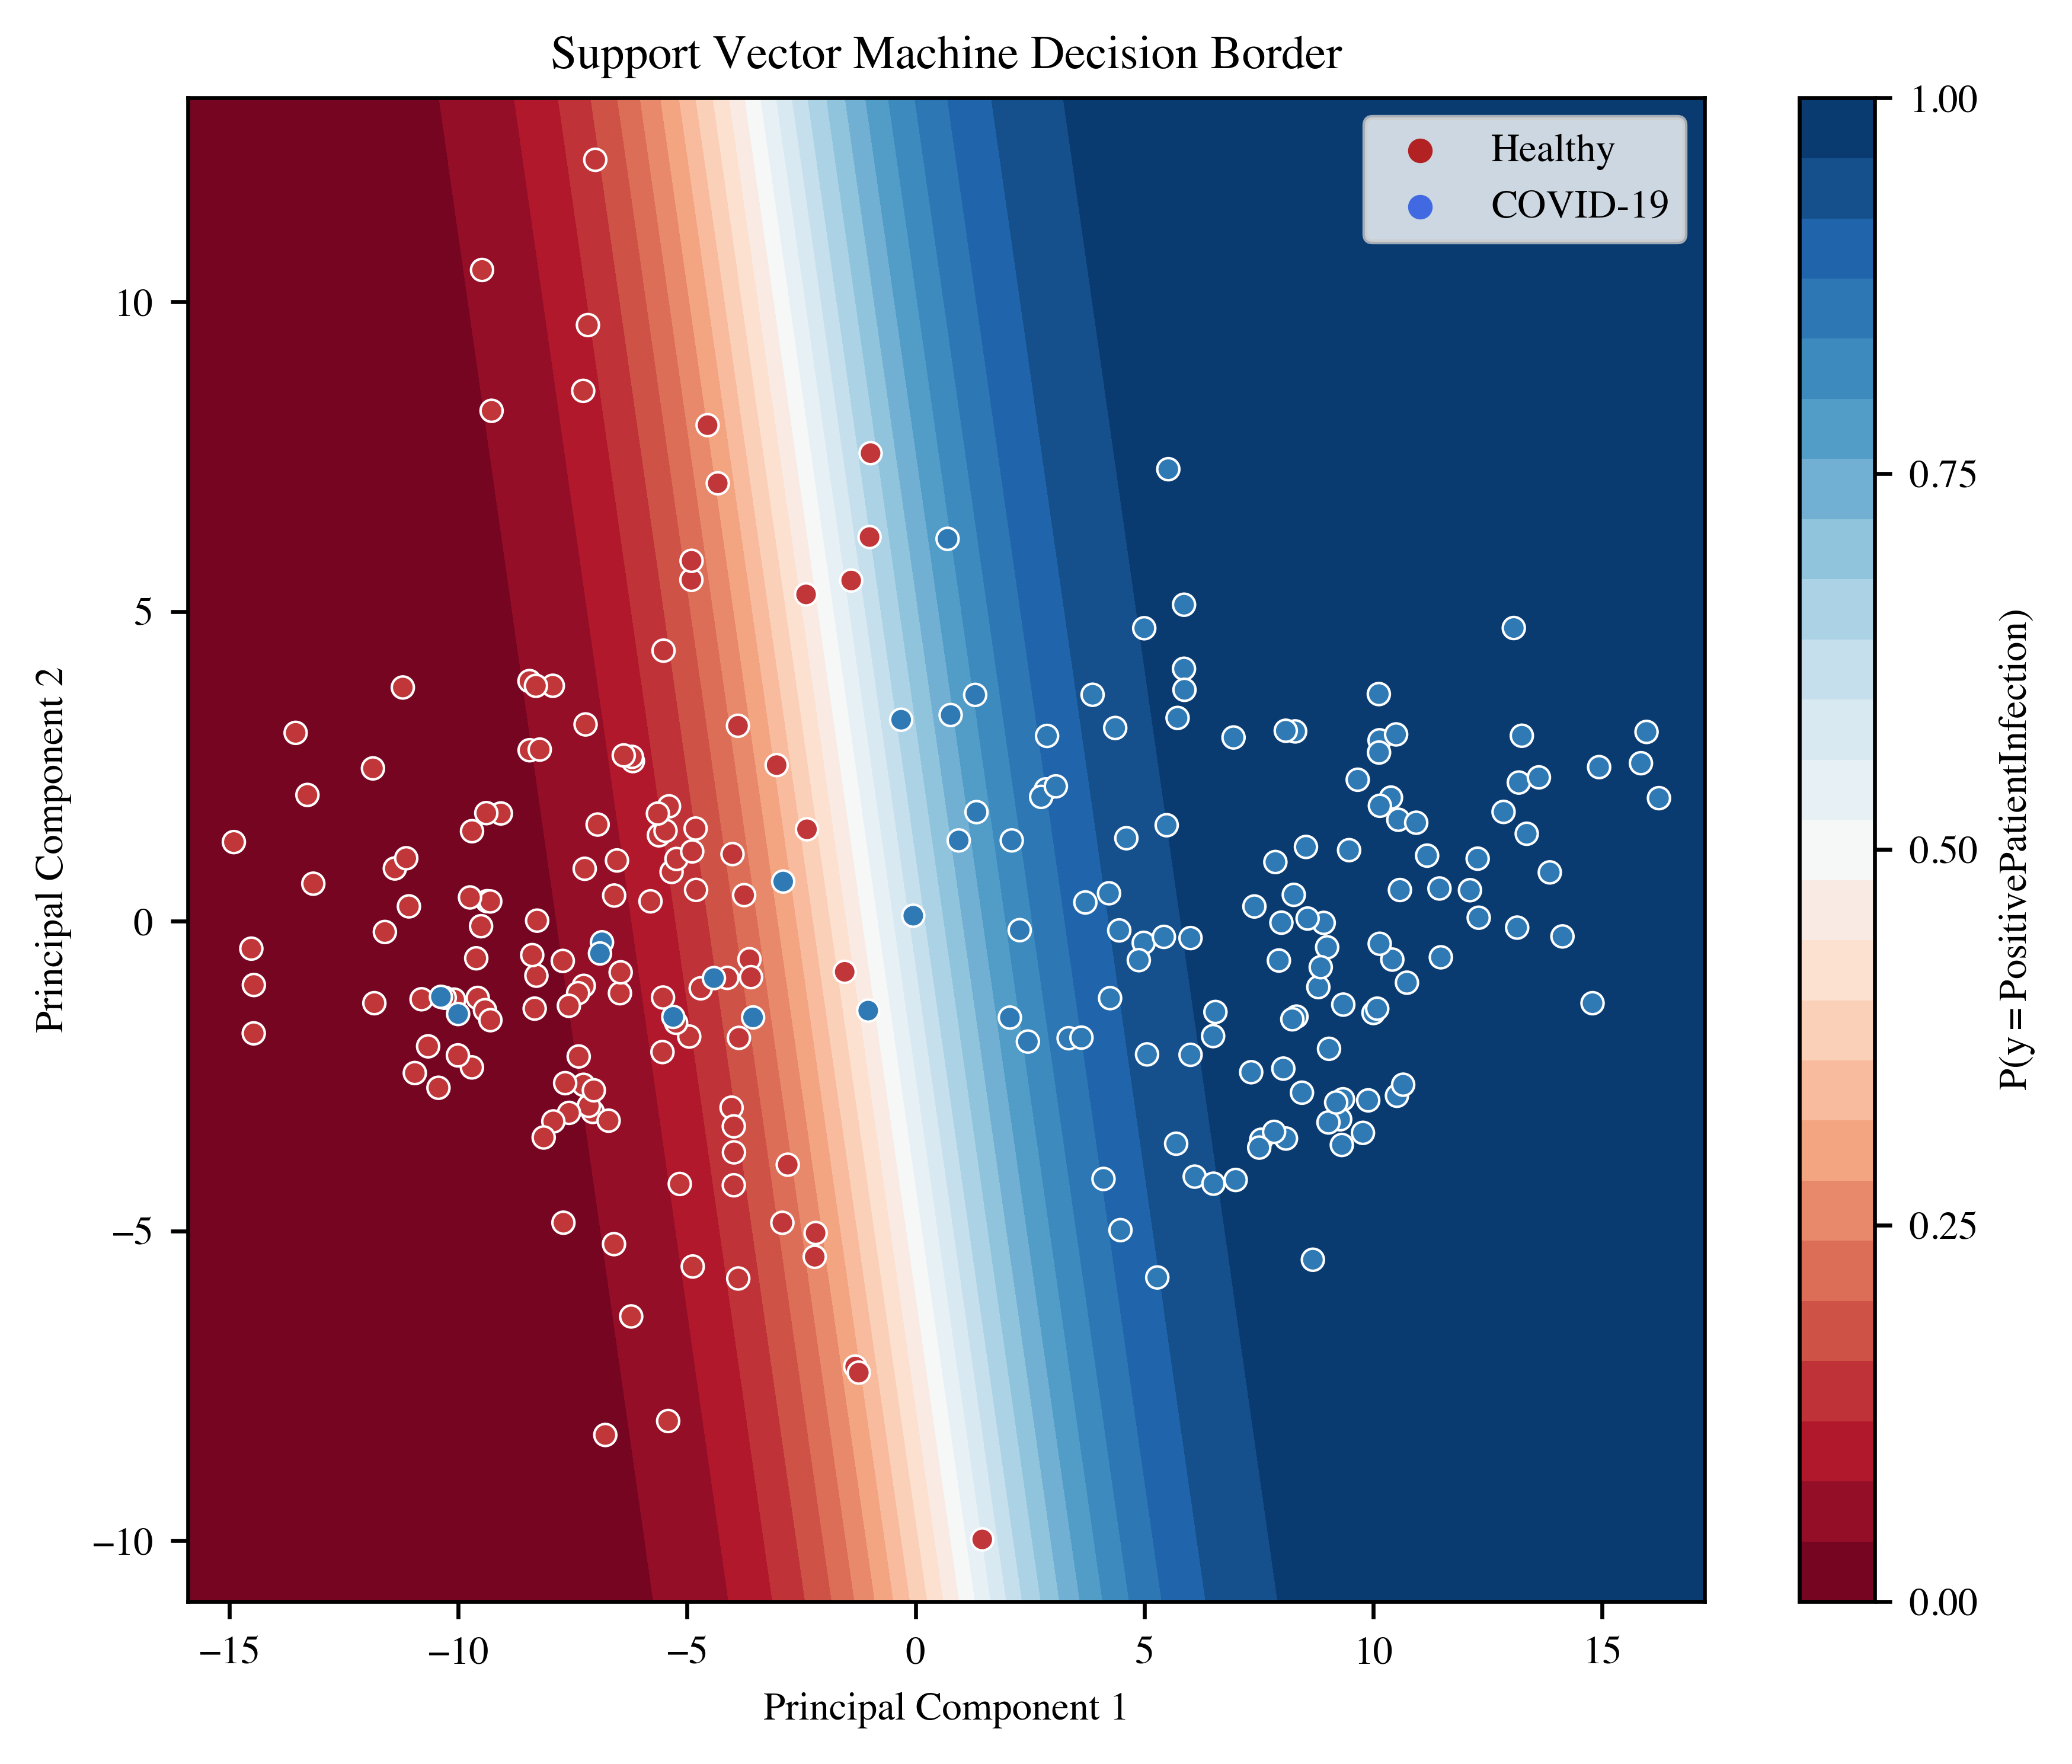 Support Vector Machine Decision Border
Healthy
COVID-19
1.00
0.75
0.50
0.25
0.00
P(y = PositivePatientInfection)
10
5
0
−5
−10
Principal Component 2
−15
−10
−5
0
5
10
15
Principal Component 1